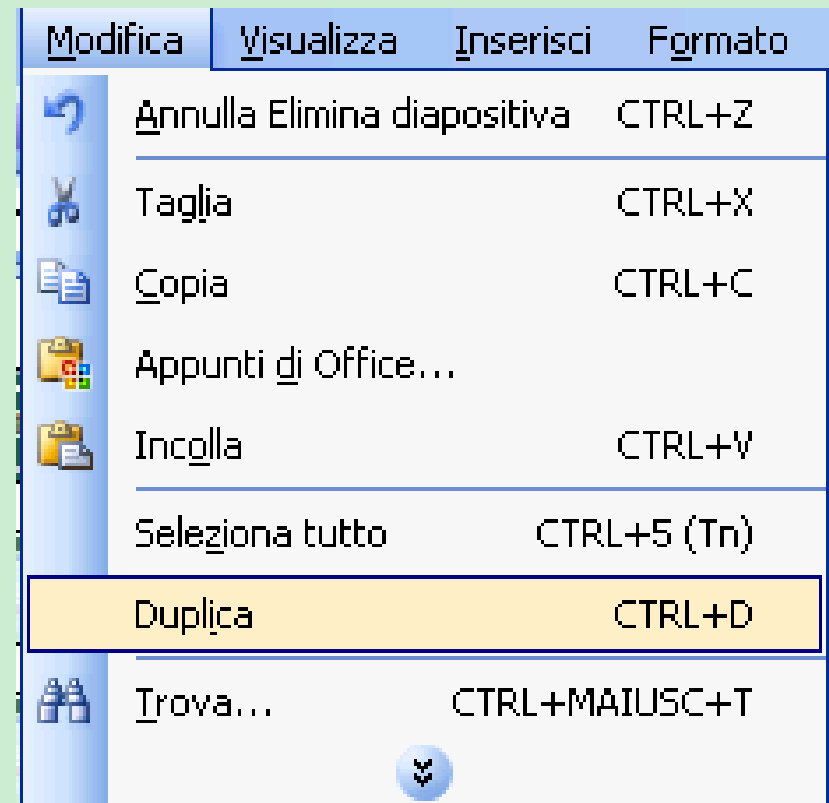 Modifica Visualizza Inserisci Formato
Annulla Elimina diapositiva CTRL+Z
Taglia CTRL+X
Copia CTRL+C
Appunti di Office...
Incolla CTRL+V
Seleziona tutto CTRL+5 (Tn)
Duplica CTRL+D
Trova... CTRL+MAIUSC+T